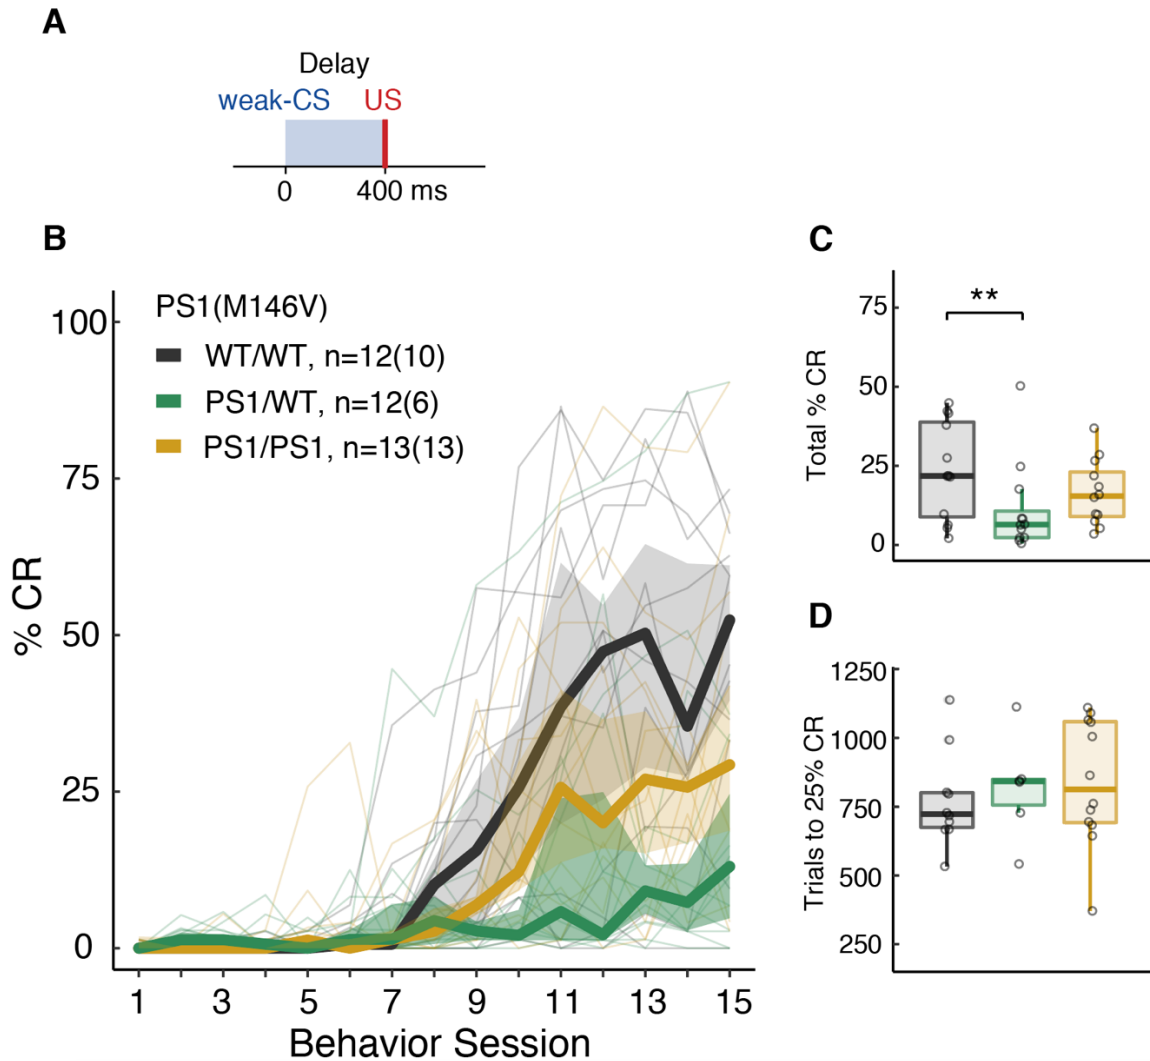 A
Delay
weak-CS US
0 400 ms
B
PS1(M146V)
WT/WT, n=12(10)
PS1/WT, n=12(6)
PS1/PS1, n=13(13)
% CR
100
75
50
25
0
1 3 5 7 9 11 13 15
Behavior Session
C
**
Total % CR
75
50
25
0
D
Trials to 25% CR
1250
1000
750
500
250